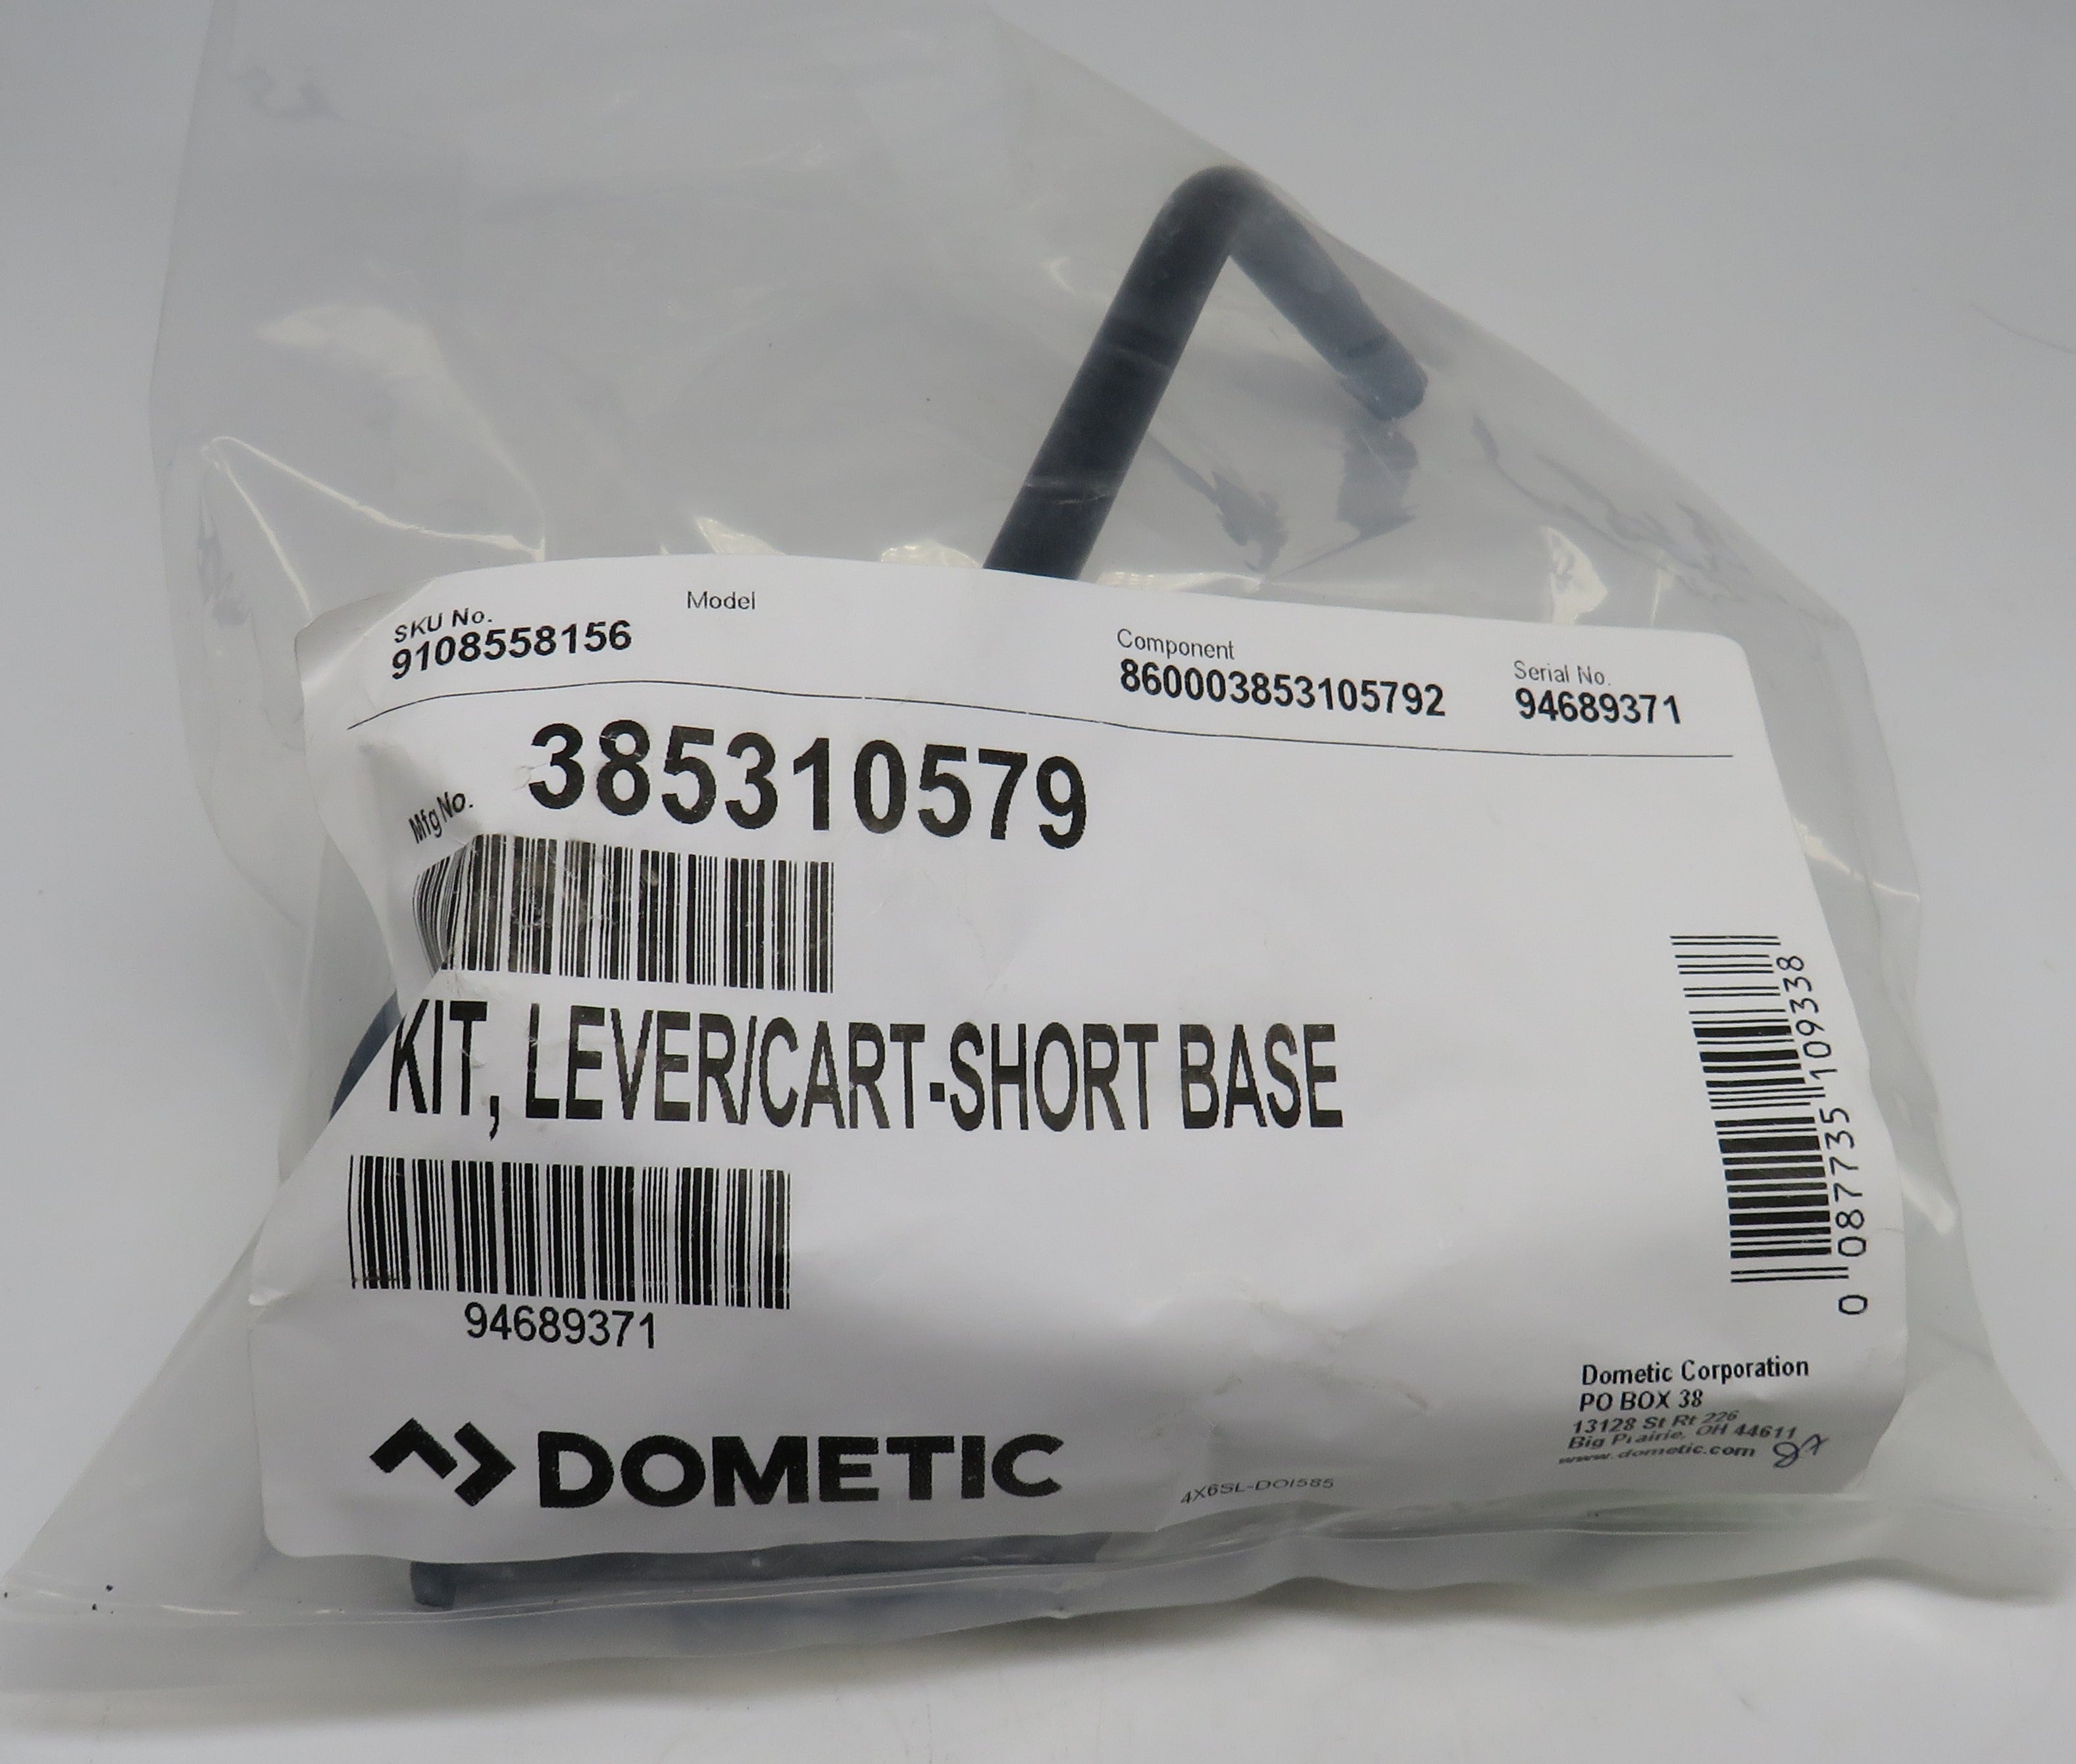 SKU No.
9108558156
Model
Component
860003853105792
Serial No.
94689371
Mfg No.
385310579
KIT, LEVER/CART-SHORT BASE
94689371
0 087735 109338
DOMETIC
4X6SL-DOI585
Dometic Corporation
PO BOX 38
13128 St Rt 226
Big Prairie, OH 44611
www.dometic.com